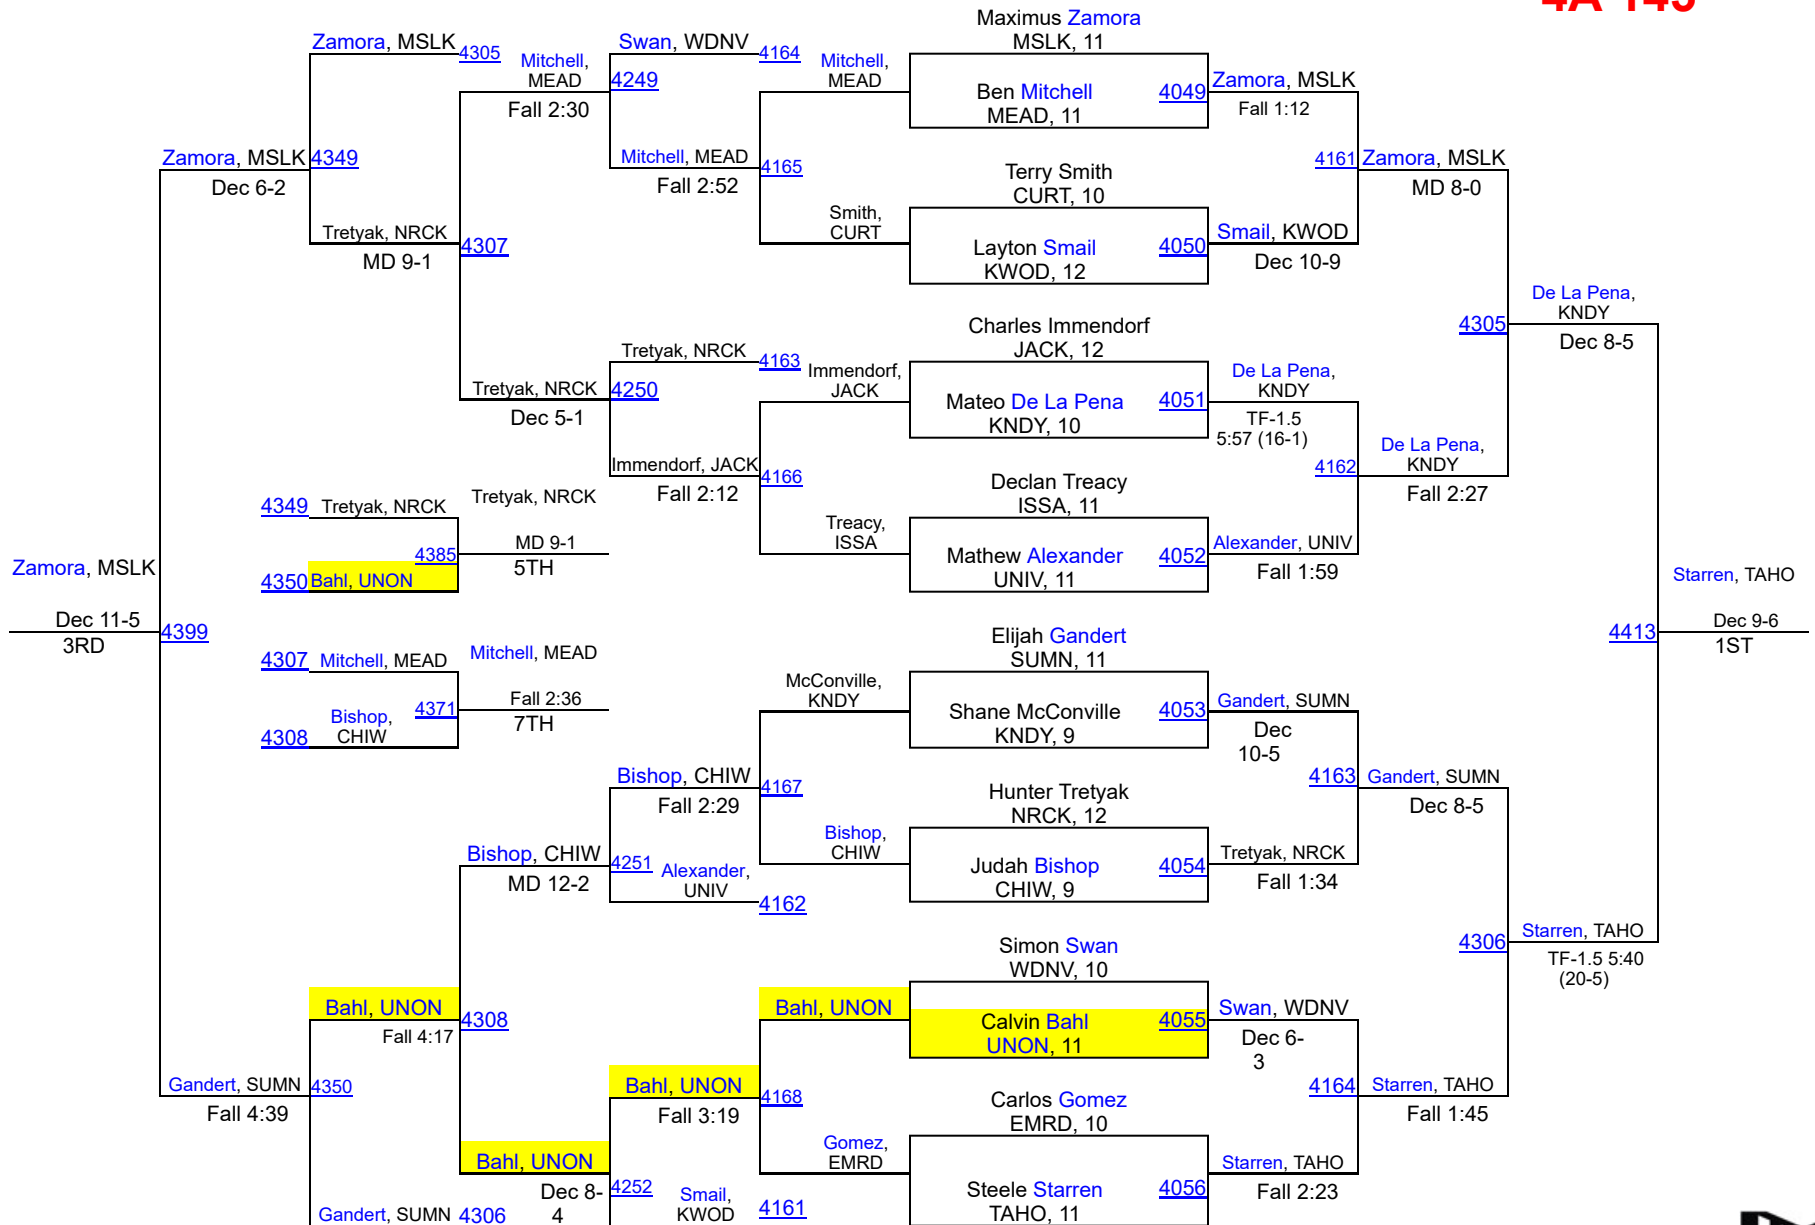 4A 145
Maximus Zamora
MSLK, 11
Zamora, MSLK
4305
Mitchell,
MEAD
Fall 2:30
Swan, WDNV
4164
4249
Mitchell,
MEAD
Ben Mitchell
MEAD, 11
4049
Zamora, MSLK
Fall 1:12
Zamora, MSLK
Dec 6-2
4349
Mitchell, MEAD
Fall 2:52
4165
Terry Smith
CURT, 10
4161
Zamora, MSLK
MD 8-0
Tretyak, NRCK
MD 9-1
4307
Smith,
CURT
Layton Smail
KWOD, 12
4050
Smail, KWOD
Dec 10-9
Charles Immendorf
JACK, 12
4305
De La Pena,
KNDY
Dec 8-5
Tretyak, NRCK
4163
Immendorf,
JACK
Tretyak, NRCK
Dec 5-1
4250
Mateo De La Pena
KNDY, 10
4051
De La Pena,
KNDY
TF-1.5
5:57 (16-1)
Immendorf, JACK
Fall 2:12
4166
Declan Treacy
ISSA, 11
4162
De La Pena,
KNDY
Fall 2:27
4349
Tretyak, NRCK
Tretyak, NRCK
Treacy,
ISSA
Mathew Alexander
UNIV, 11
4052
Alexander, UNIV
Fall 1:59
4385
MD 9-1
5TH
4350
Bahl, UNON
Zamora, MSLK
Dec 11-5
3RD
4399
Elijah Gandert
SUMN, 11
4413
Starren, TAHO
Dec 9-6
1ST
4307
Mitchell, MEAD
Mitchell, MEAD
4371
Fall 2:36
7TH
4308
Bishop,
CHIW
McConville,
KNDY
Shane McConville
KNDY, 9
4053
Gandert, SUMN
Dec
10-5
Bishop, CHIW
Fall 2:29
4167
Hunter Tretyak
NRCK, 12
4163
Gandert, SUMN
Dec 8-5
Bishop, CHIW
MD 12-2
4251
Alexander,
UNIV
4162
Bishop,
CHIW
Judah Bishop
CHIW, 9
4054
Tretyak, NRCK
Fall 1:34
Simon Swan
WDNV, 10
4306
Starren, TAHO
TF-1.5 5:40
(20-5)
Bahl, UNON
Fall 4:17
4308
Bahl, UNON
Calvin Bahl
UNON, 11
4055
Swan, WDNV
Dec 6-
3
Gandert, SUMN
Fall 4:39
4350
Bahl, UNON
Fall 3:19
4168
Carlos Gomez
EMRD, 10
4164
Starren, TAHO
Fall 1:45
Bahl, UNON
Dec 8-
4
4252
Gomez,
EMRD
Steele Starren
TAHO, 11
4056
Starren, TAHO
Fall 2:23
Gandert, SUMN
4306
Smail,
KWOD
4161